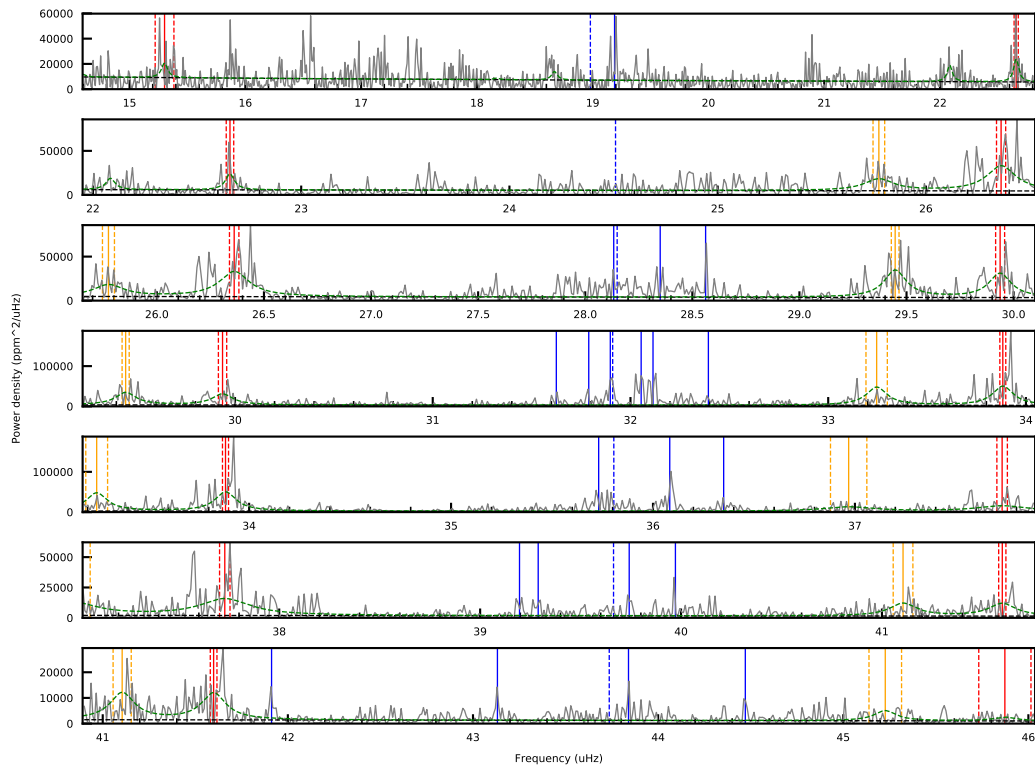 60000
40000
20000
0
15 16 17 18 19 20 21 22
50000
0
22 23 24 25 26
50000
0
26.0 26.5 27.0 27.5 28.0 28.5 29.0 29.5 30.0
Power density (ppm^2/uHz)
100000
0
30 31 32 33 34
100000
0
34 35 36 37
50000
25000
0
38 39 40 41
20000
10000
0
41 42 43 44 45 46
Frequency (uHz)